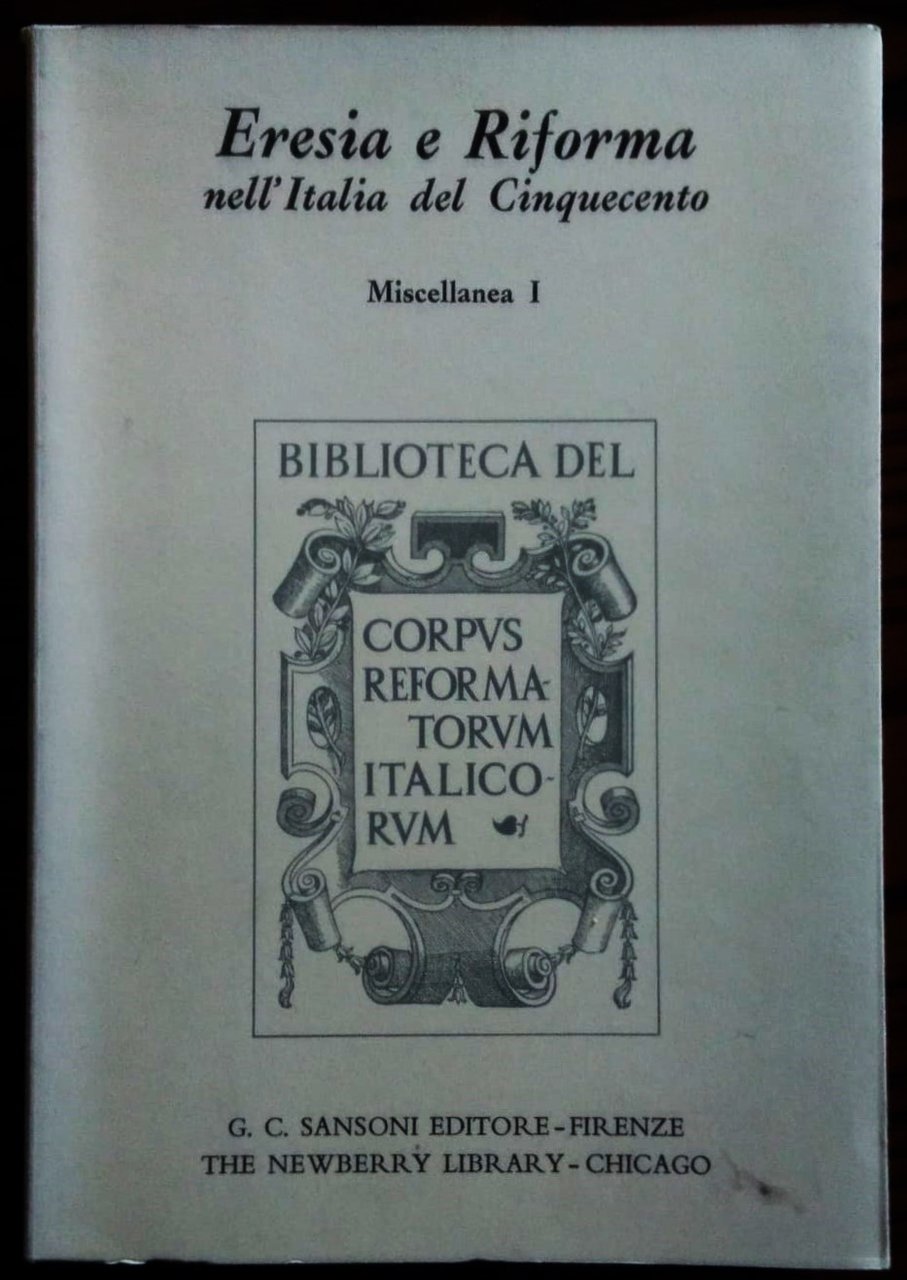 Eresia e Riforma
nell'Italia del Cinquecento
Miscellanea I
BIBLIOTECA DEL
CORPVS
REFORMA-
TORVM
ITALICO-
RVM
G. C. SANSONI EDITORE - FIRENZE
THE NEWBERRY LIBRARY - CHICAGO